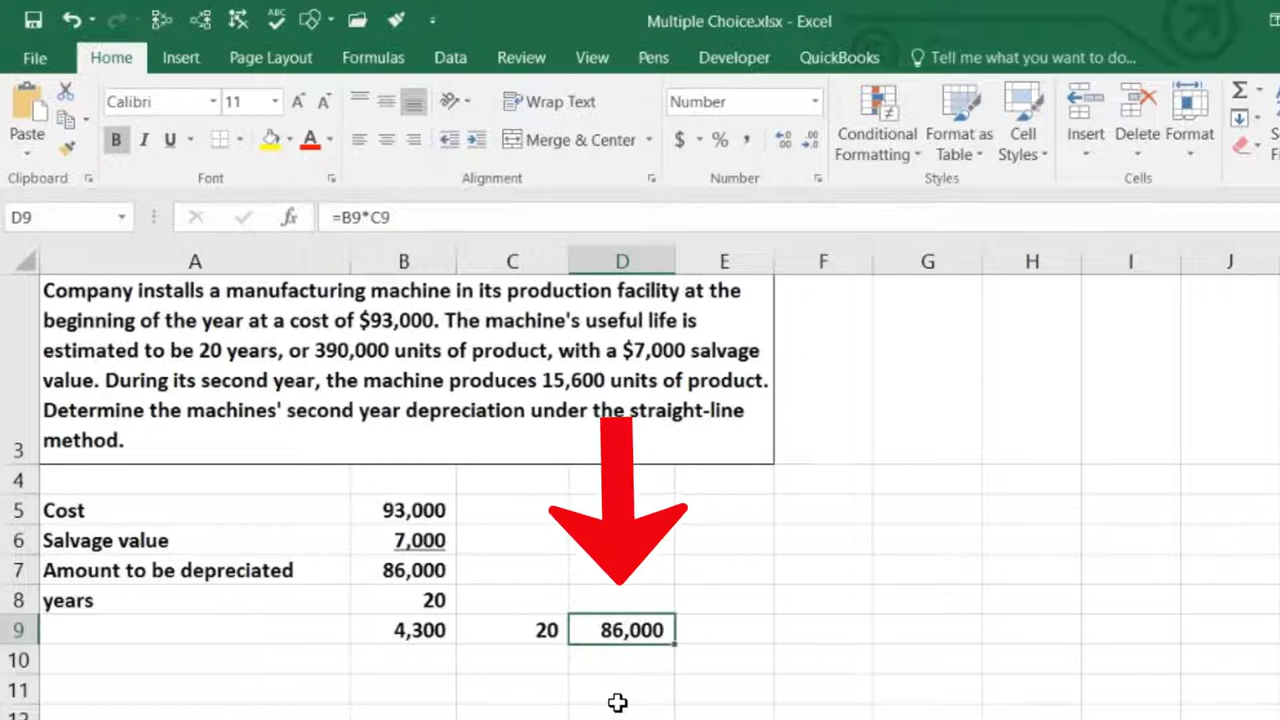 ABC
Multiple Choice.xlsx - Excel
File Home Insert Page Layout Formulas Data Review View Pens Developer QuickBooks Tell me what you want to do...
Calibri 11 A A Wrap Text Number Σ
Paste B I U A Merge & Center $ % , Conditional Formatting Format as Table Cell Styles Insert Delete Format
Clipboard Font Alignment Number Styles Cells
D9 fx =B9*C9
A B C D E F G H I J
Company installs a manufacturing machine in its production facility at the
beginning of the year at a cost of $93,000. The machine's useful life is
estimated to be 20 years, or 390,000 units of product, with a $7,000 salvage
value. During its second year, the machine produces 15,600 units of product.
Determine the machines' second year depreciation under the straight-line
3 method.
4
5 Cost 93,000
6 Salvage value 7,000
7 Amount to be depreciated 86,000
8 years 20
9 4,300 20 86,000
10
11